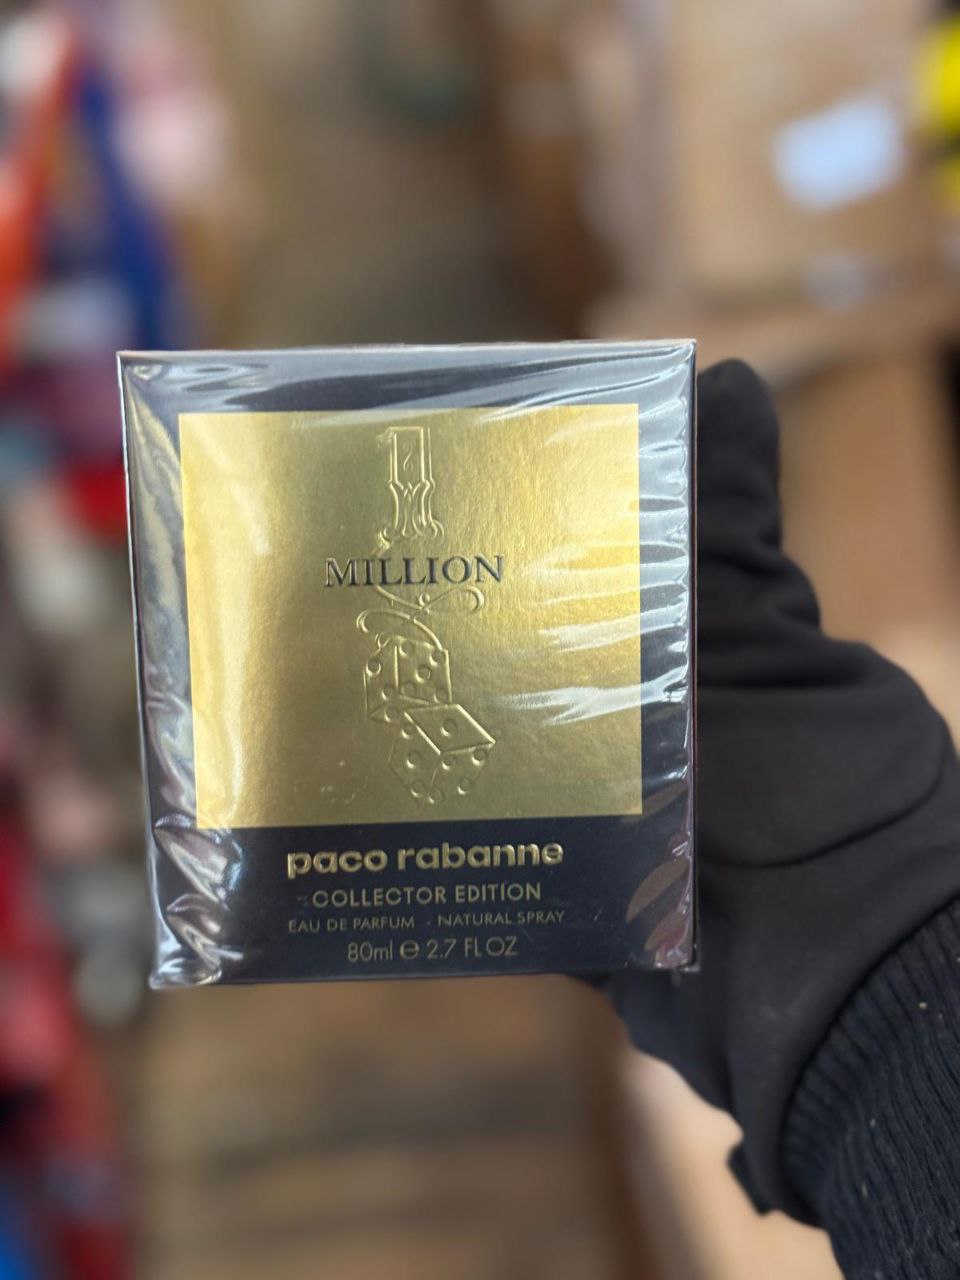 1
MILLION
paco rabanne
COLLECTOR EDITION
EAU DE PARFUM - NATURAL SPRAY
80ml ℮ 2.7 FL OZ